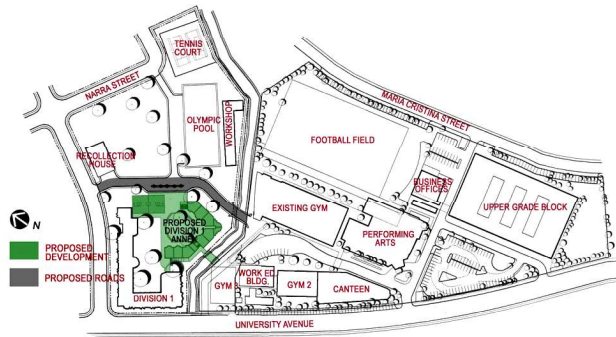 TENNIS
COURT
NARRA STREET
OLYMPIC
POOL
WORKSHOP
MARIA CRISTINA STREET
FOOTBALL FIELD
RECOLLECTION
HOUSE
BUSINESS
OFFICES
UPPER GRADE BLOCK
EXISTING GYM
PERFORMING
ARTS
PROPOSED
DIVISION 1
ANNEX
N
PROPOSED
DEVELOPMENT
PROPOSED ROADS
DIVISION 1
GYM 3
WORK ED.
BLDG.
GYM 2
CANTEEN
UNIVERSITY AVENUE